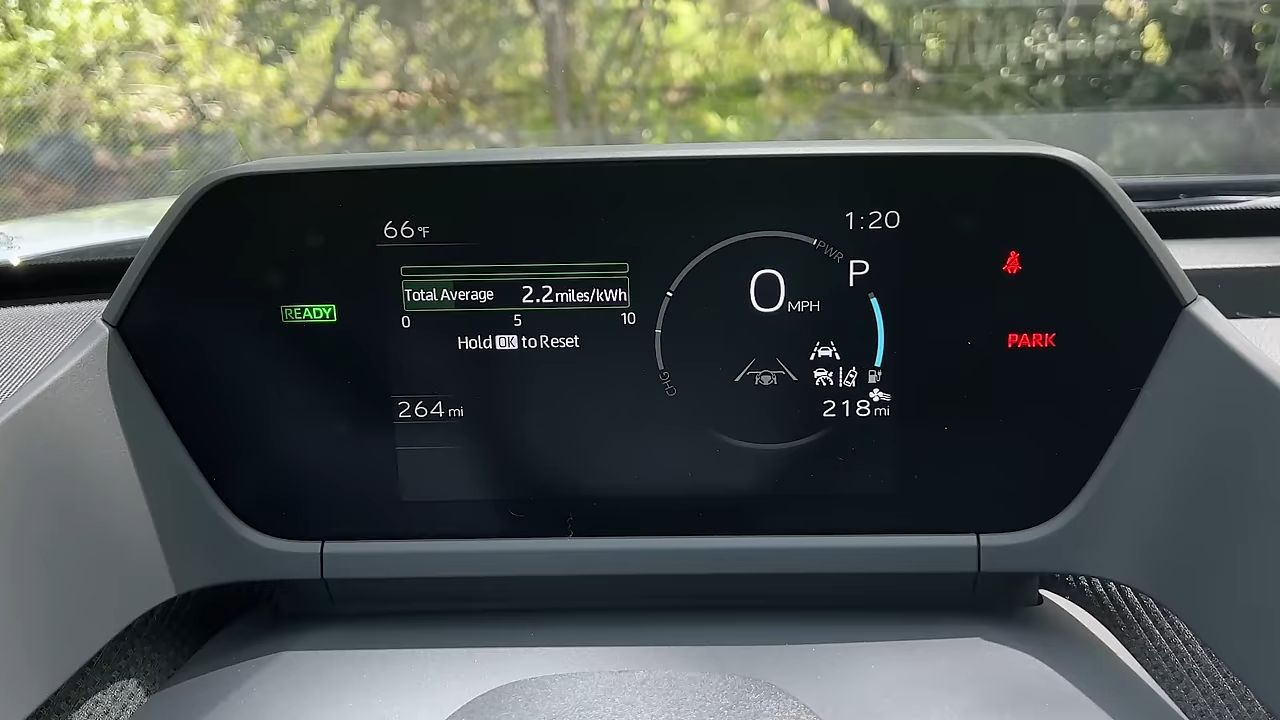 66°F
1:20
PWR
P
Total Average 2.2 miles/kWh
0 MPH
READY
0 5 10
Hold OK to Reset
PARK
CHG
264 mi
218 mi